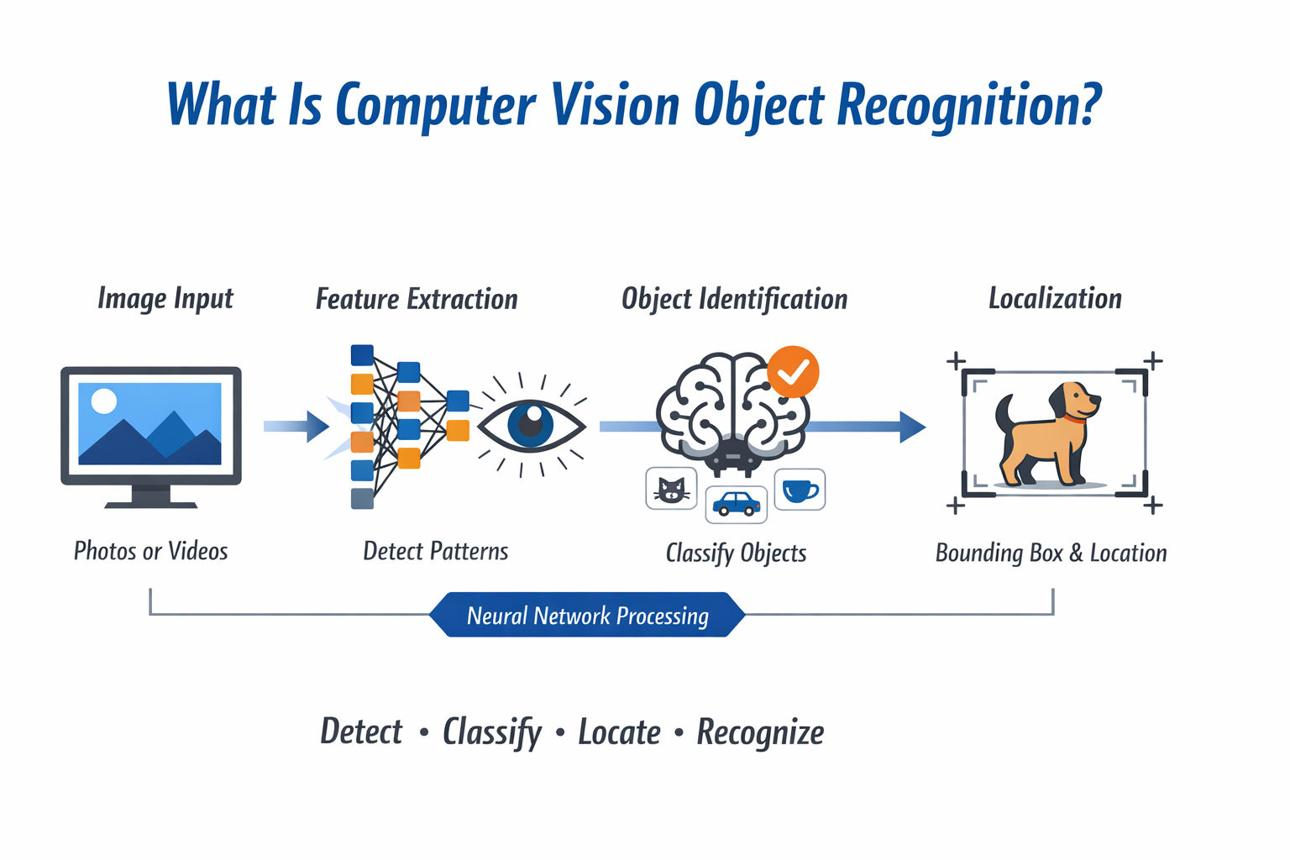 What Is Computer Vision Object Recognition?
Image Input
Feature Extraction
Object Identification
Localization
Photos or Videos
Detect Patterns
Classify Objects
Bounding Box & Location
Neural Network Processing
Detect • Classify • Locate • Recognize